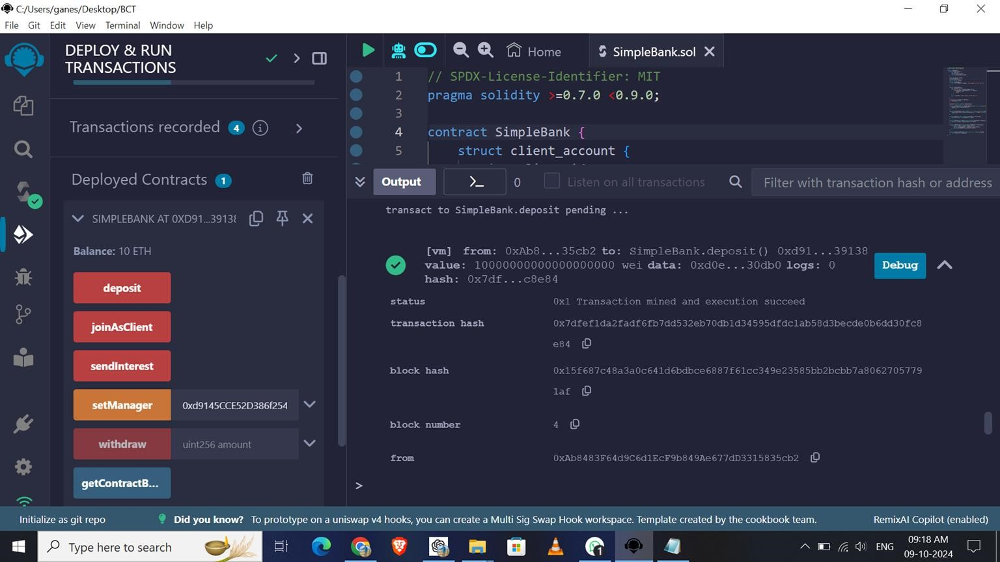 C:/Users/ganes/Desktop/BCT
File Git Edit View Terminal Window Help
DEPLOY & RUN
TRANSACTIONS
Transactions recorded 4
Deployed Contracts 1
SIMPLEBANK AT 0XD91...39138
Balance: 10 ETH
deposit
joinAsClient
sendInterest
setManager 0xd9145CCE52D386f254
withdraw uint256 amount
getContractB...
Home SimpleBank.sol
1 // SPDX-License-Identifier: MIT
2 pragma solidity >=0.7.0 <0.9.0;
3
4 contract SimpleBank {
5 struct client_account {
Output >_ 0 Listen on all transactions Filter with transaction hash or address
transact to SimpleBank.deposit pending ...
[vm] from: 0xAb8...35cb2 to: SimpleBank.deposit() 0xd91...39138
value: 10000000000000000000 wei data: 0xd0e...30db0 logs: 0
hash: 0x7df...c8e84
Debug
status 0x1 Transaction mined and execution succeed
transaction hash 0x7dfef1da2fadf6fb7dd532eb70db1d34595dfdc1ab58d3becde0b6dd30fc8
e84
block hash 0x15f687c48a3a0c641d6bdbce6887f61cc349e23585bb2bcbb7a8062705779
1af
block number 4
from 0xAb8483F64d9C6d1EcF9b849Ae677dD3315835cb2
>
Initialize as git repo Did you know? To prototype on a uniswap v4 hooks, you can create a Multi Sig Swap Hook workspace. Template created by the cookbook team. RemixAI Copilot (enabled)
Type here to search
1
ENG
09:18 AM
09-10-2024